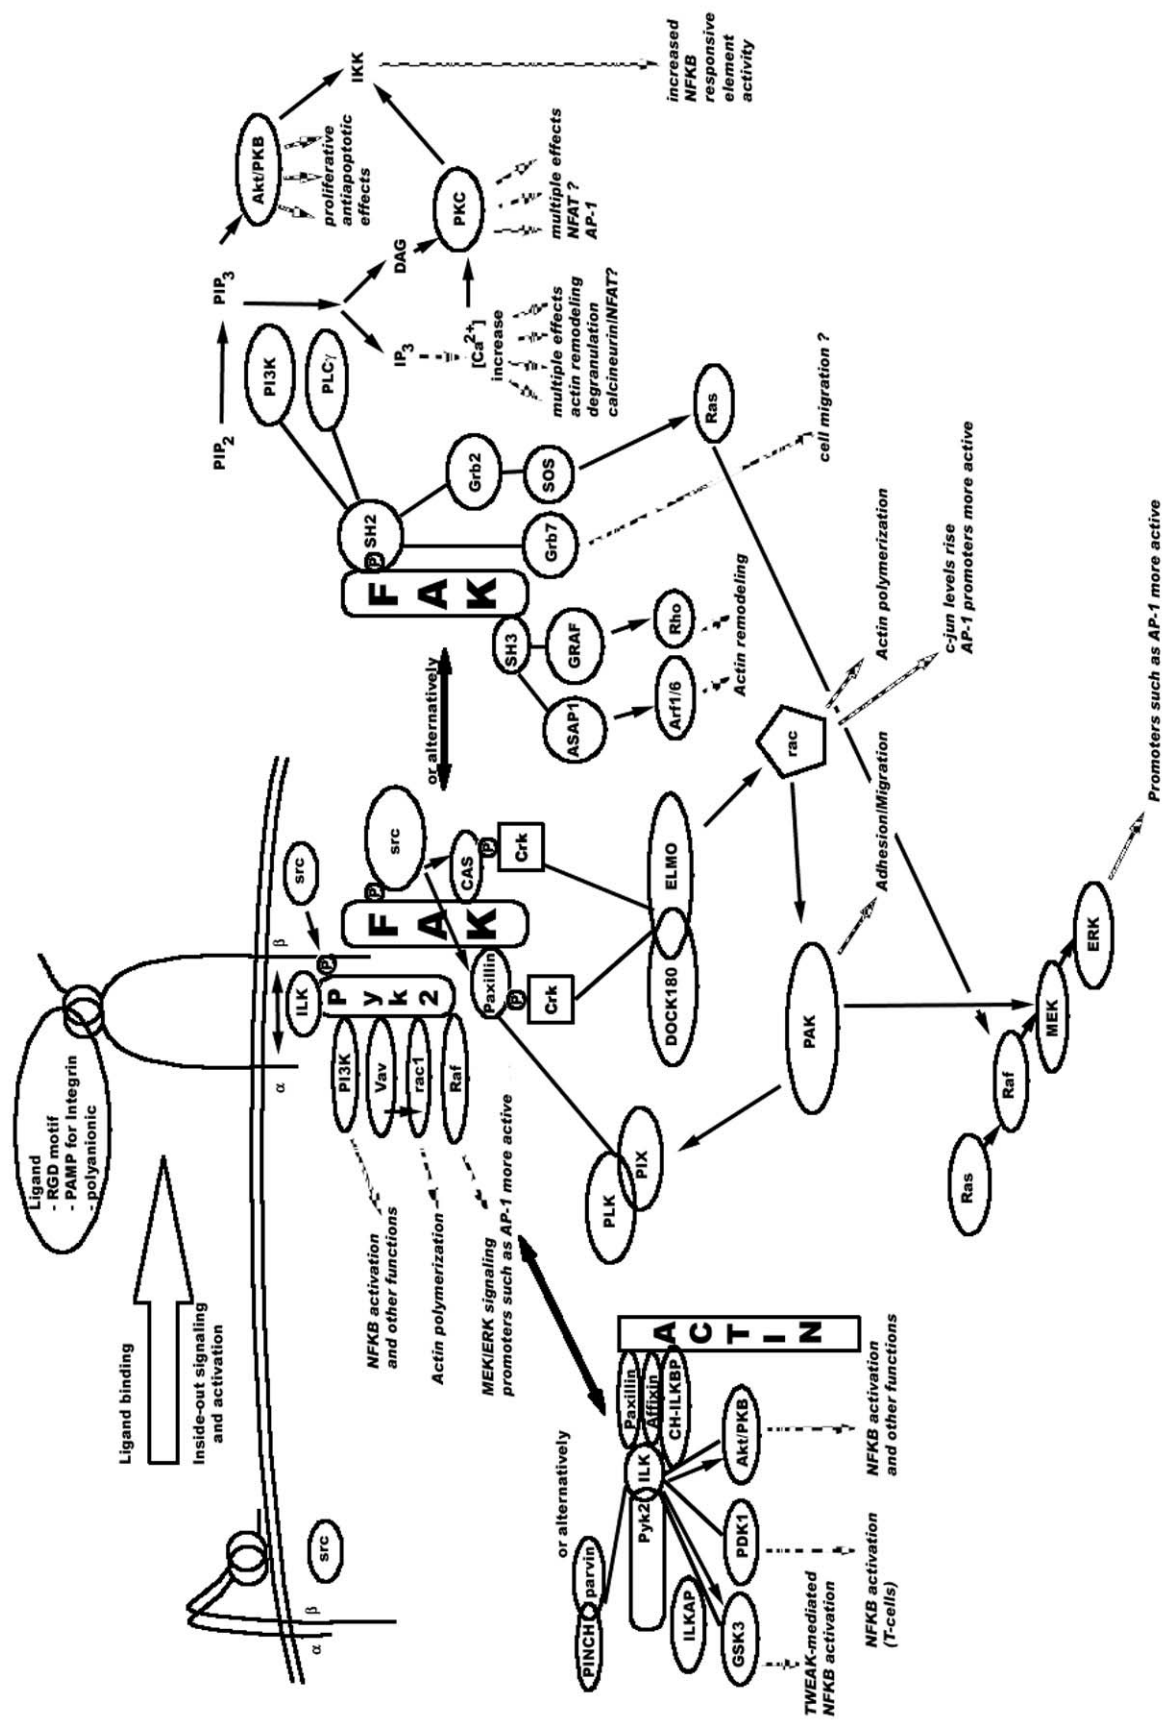 Ligand binding
Inside-out signaling
and activation
Ligand
- RGD motif
- PAMP for Integrin
- polyanionic
α
β
src
α
β
src
ILK
P
P
y
k
2
PI3K
Vav
rac1
Raf
NFKB activation
and other functions
Actin polymerization
MEK/ERK signaling
promoters such as AP-1 more active
F
A
K
P
src
CAS
P
Crk
Paxillin
P
Crk
or alternatively
F
A
K
P
SH2
PI3K
PLCγ
PIP2
PIP3
Akt/PKB
proliferative
antiapoptotic
effects
IKK
increased
NFKB
responsive
element
activity
IP3
DAG
PKC
multiple effects
NFAT ?
AP-1
[Ca2+]
increase
multiple effects
actin remodeling
degranulation
calcineurin/NFAT?
Grb2
SOS
Ras
Grb7
cell migration ?
SH3
GRAF
Rho
ASAP1
Arf1/6
Actin remodeling
DOCK180
ELMO
rac
Actin polymerization
c-jun levels rise
AP-1 promoters more active
PAK
Adhesion/Migration
PLK
PIX
Ras
Raf
MEK
ERK
Promoters such as AP-1 more active
or alternatively
PINCH
parvin
Pyk2
ILK
Paxillin
Affixin
CH-ILKBP
A
C
T
I
N
ILKAP
GSK3
PDK1
Akt/PKB
TWEAK-mediated
NFKB activation
NFKB activation
(T-cells)
NFKB activation
and other functions